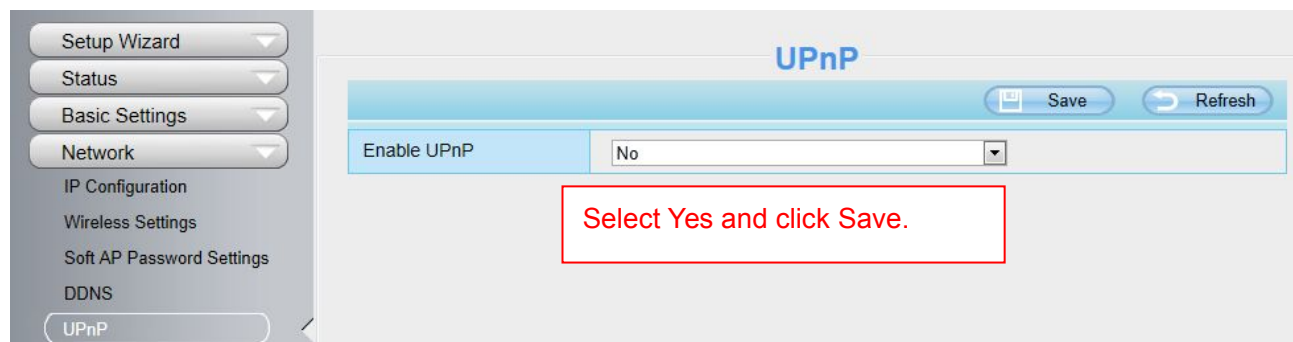 Setup Wizard
Status
Basic Settings
Network
IP Configuration
Wireless Settings
Soft AP Password Settings
DDNS
UPnP
UPnP
Save Refresh
Enable UPnP No
Select Yes and click Save.